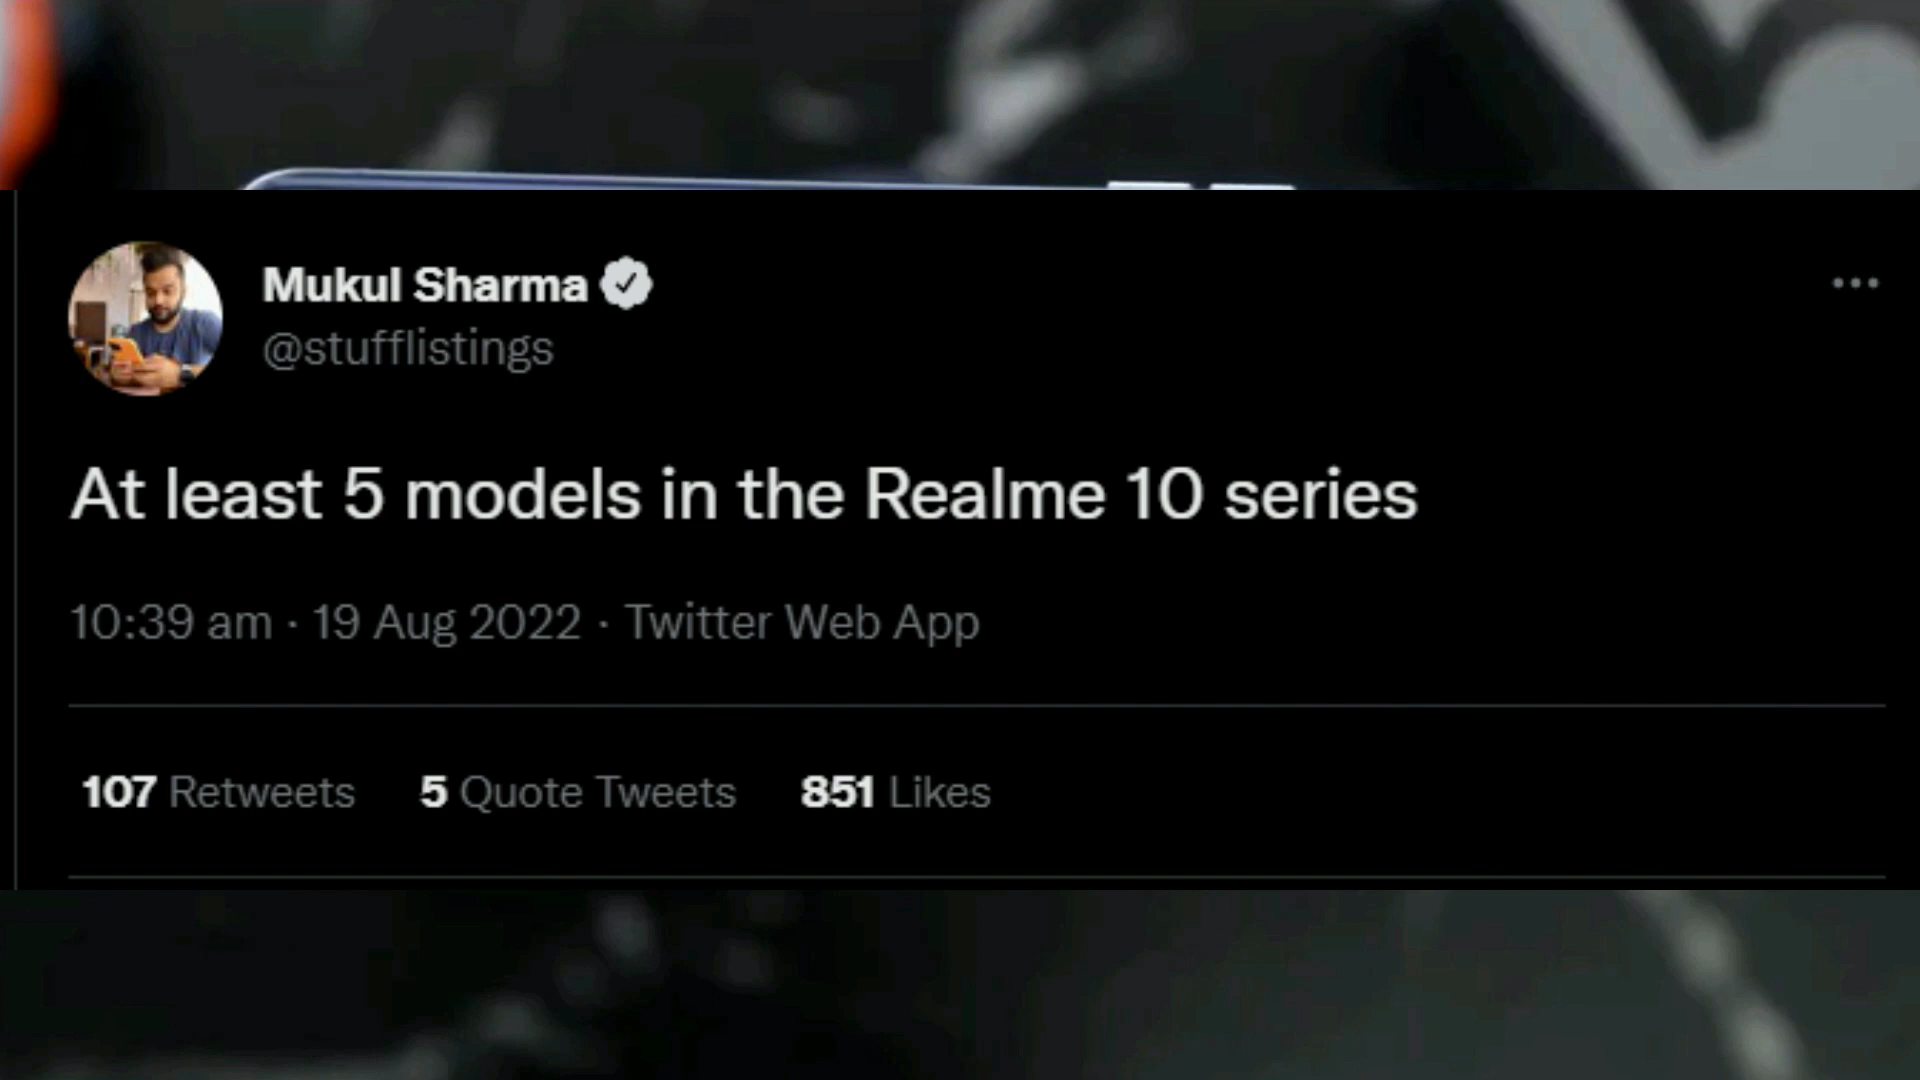 Mukul Sharma
@stufflistings
At least 5 models in the Realme 10 series
10:39 am · 19 Aug 2022 · Twitter Web App
107 Retweets 5 Quote Tweets 851 Likes